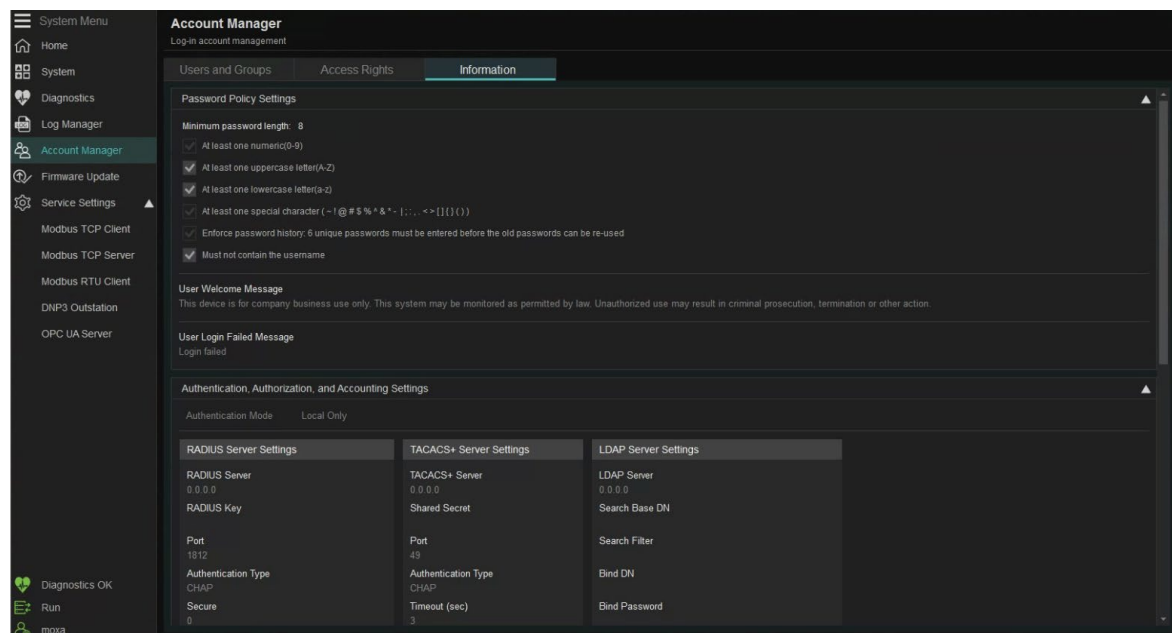 System Menu
Home
System
Diagnostics
Log Manager
Account Manager
Firmware Update
Service Settings
Modbus TCP Client
Modbus TCP Server
Modbus RTU Client
DNP3 Outstation
OPC UA Server
Diagnostics OK
Run
moxa
Account Manager
Log-in account management
Users and Groups Access Rights Information
Password Policy Settings
Minimum password length: 8
At least one numeric(0-9)
At least one uppercase letter(A-Z)
At least one lowercase letter(a-z)
At least one special character ( ~ ! @ # $ % ^ & * - | ; : , . < > [ ] { } ( ) )
Enforce password history: 6 unique passwords must be entered before the old passwords can be re-used
Must not contain the username
User Welcome Message
This device is for company business use only. This system may be monitored as permitted by law. Unauthorized use may result in criminal prosecution, termination or other action.
User Login Failed Message
Login failed
Authentication, Authorization, and Accounting Settings
Authentication Mode Local Only
RADIUS Server Settings
RADIUS Server
0.0.0.0
RADIUS Key
Port
1812
Authentication Type
CHAP
Secure
0
TACACS+ Server Settings
TACACS+ Server
0.0.0.0
Shared Secret
Port
49
Authentication Type
CHAP
Timeout (sec)
3
LDAP Server Settings
LDAP Server
0.0.0.0
Search Base DN
Search Filter
Bind DN
Bind Password